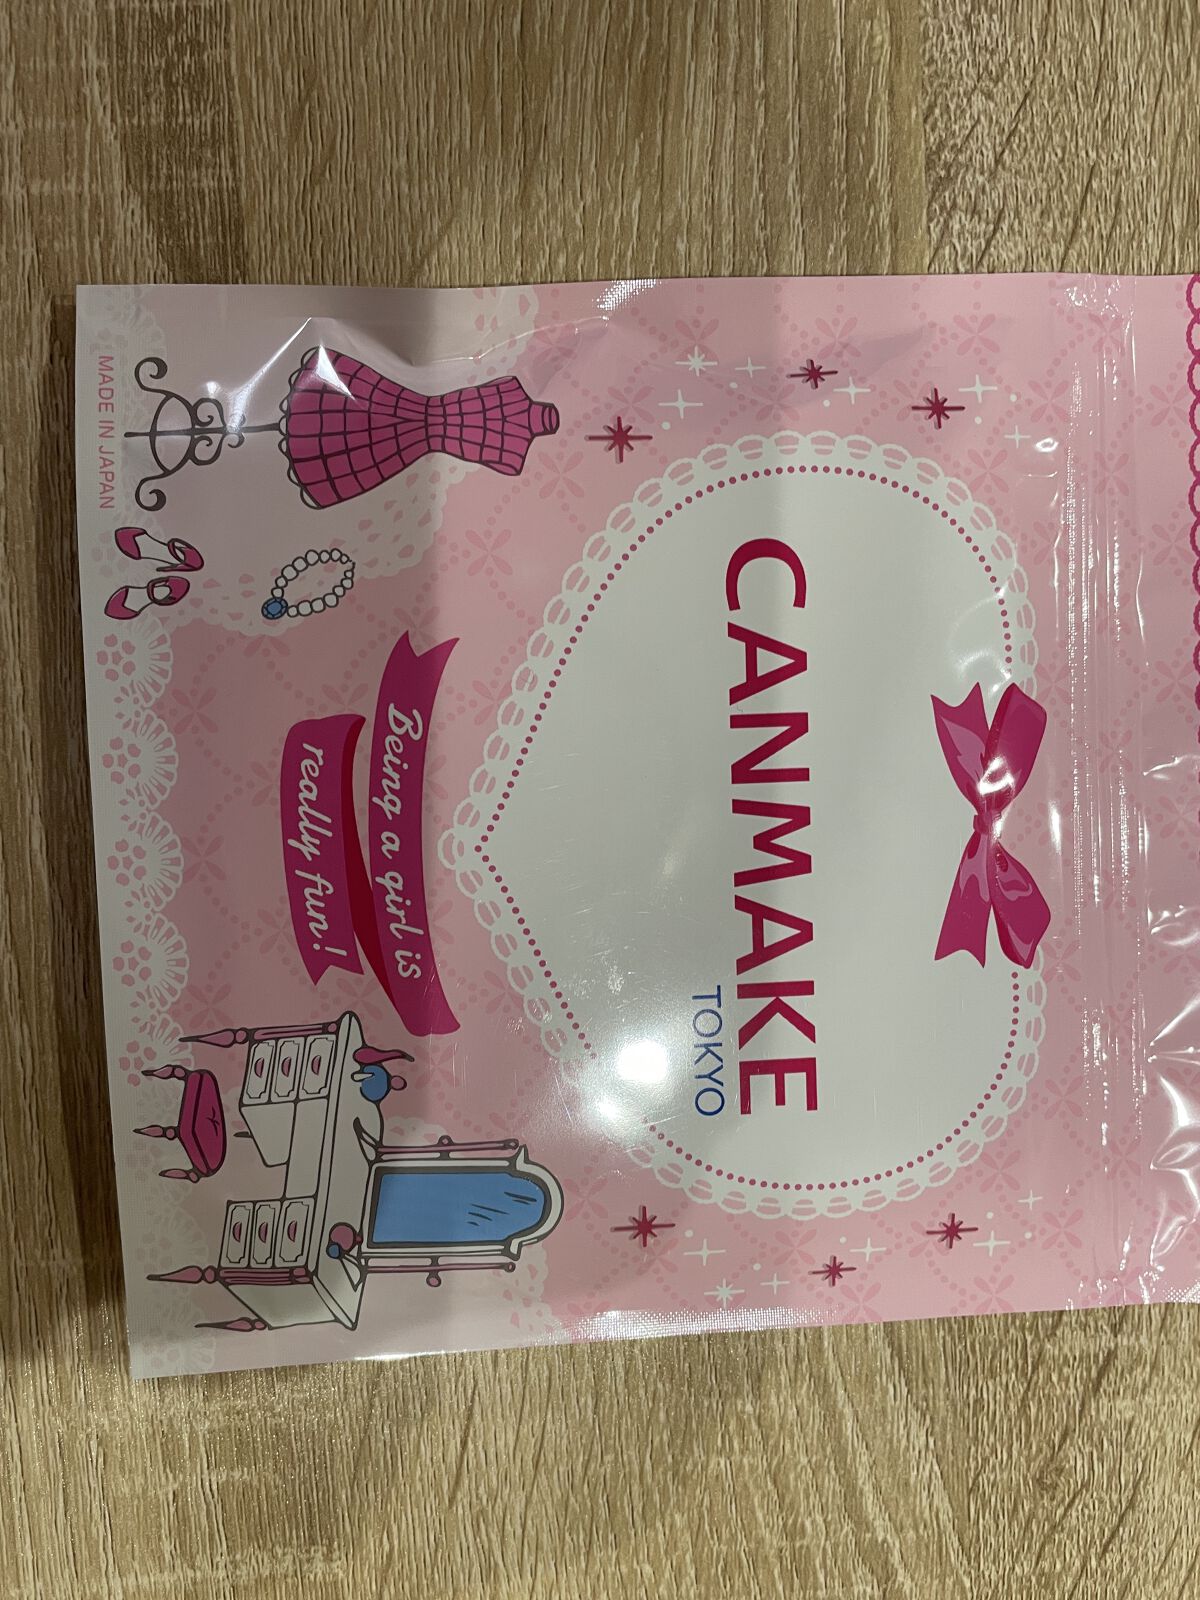 CANMAKE
TOKYO
Being a girl is
really fun!
MADE IN JAPAN